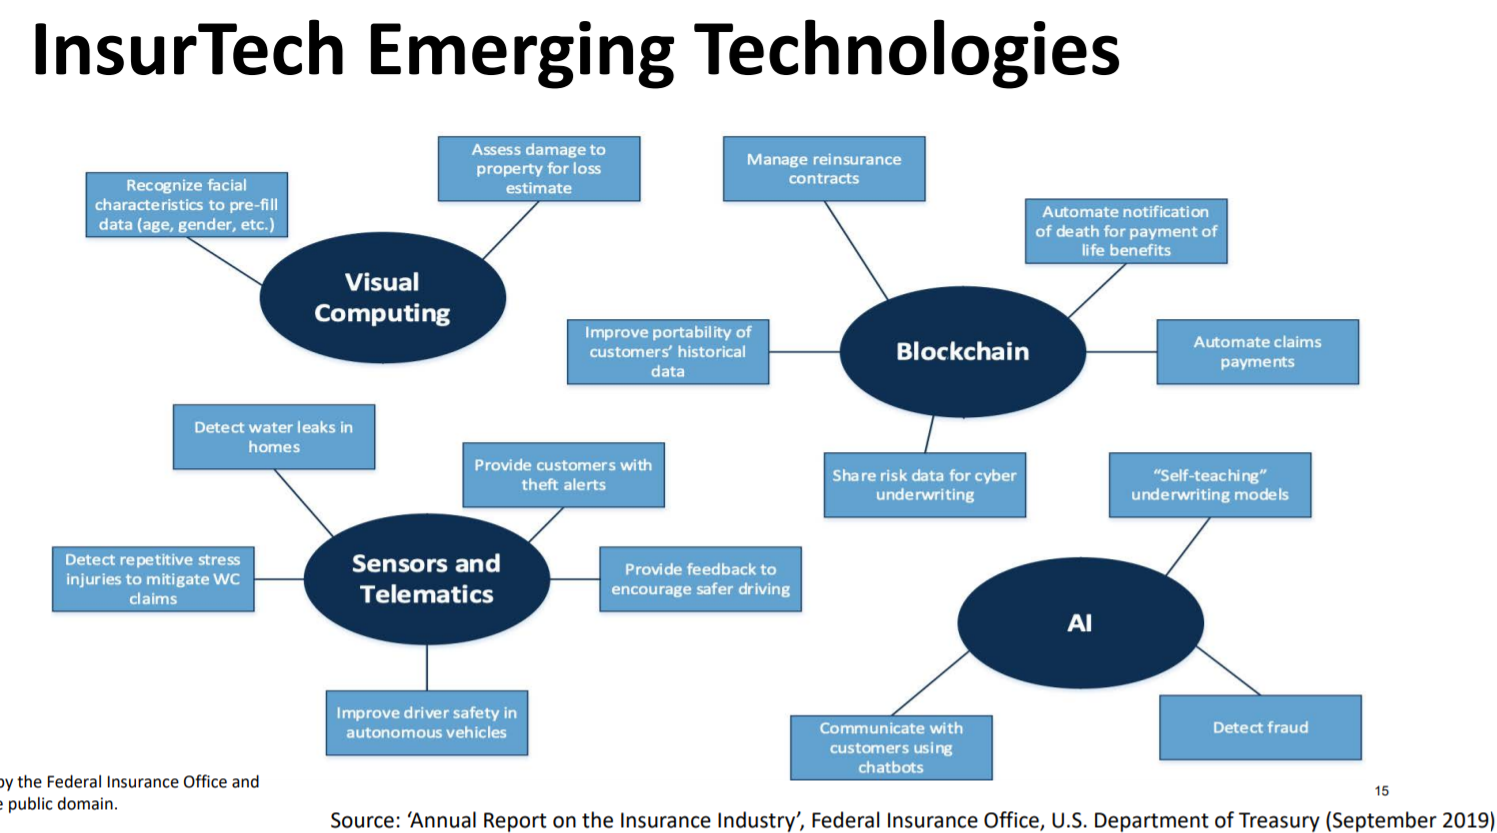 InsurTech Emerging Technologies
Recognize facial
characteristics to pre-fill
data (age, gender, etc.)
Assess damage to
property for loss
estimate
Visual
Computing
Manage reinsurance
contracts
Automate notification
of death for payment of
life benefits
Improve portability of
customers' historical
data
Blockchain
Automate claims
payments
Share risk data for cyber
underwriting
Detect water leaks in
homes
Provide customers with
theft alerts
Detect repetitive stress
injuries to mitigate WC
claims
Sensors and
Telematics
Provide feedback to
encourage safer driving
Improve driver safety in
autonomous vehicles
“Self-teaching”
underwriting models
AI
Communicate with
customers using
chatbots
Detect fraud
by the Federal Insurance Office and
public domain.
15
Source: ‘Annual Report on the Insurance Industry’, Federal Insurance Office, U.S. Department of Treasury (September 2019)